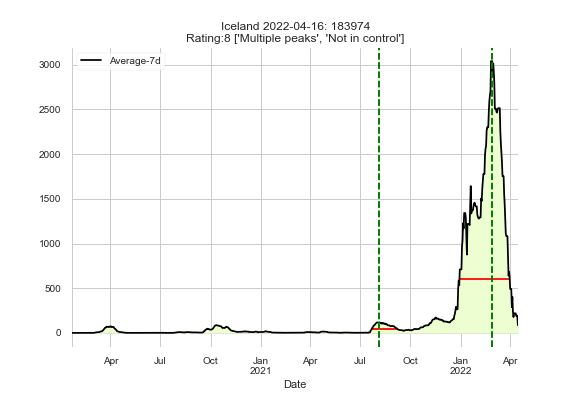 Iceland 2022-04-16: 183974
Rating:8 ['Multiple peaks', 'Not in control']
Average-7d
3000
2500
2000
1500
1000
500
0
Apr Jul Oct Jan Apr Jul Oct Jan Apr
2021 2022
Date